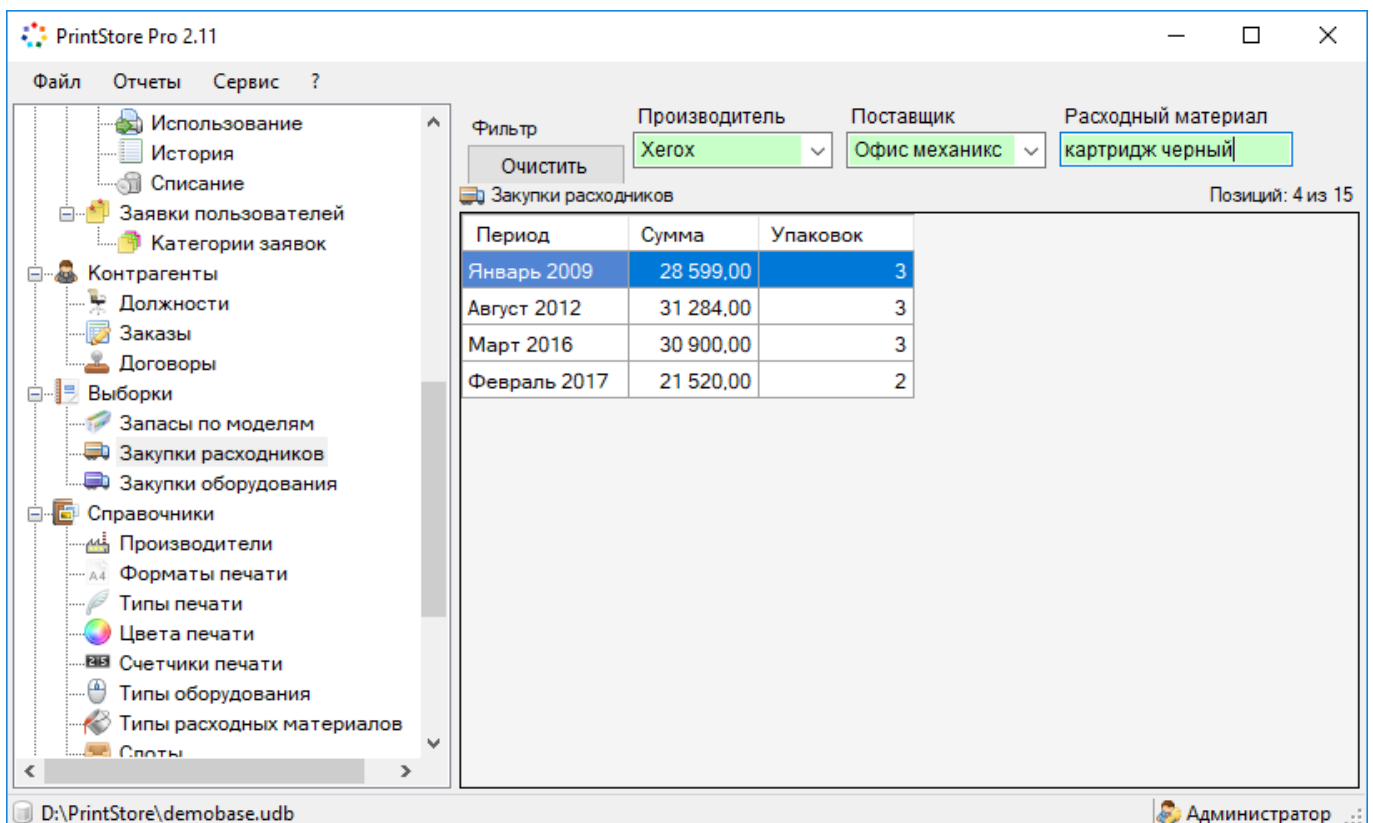 PrintStore Pro 2.11
Файл Отчеты Сервис ?
Использование
История
Списание
Заявки пользователей
Категории заявок
Контрагенты
Должности
Заказы
Договоры
Выборки
Запасы по моделям
Закупки расходников
Закупки оборудования
Справочники
Производители
A4 Форматы печати
Типы печати
Цвета печати
Счетчики печати
Типы оборудования
Типы расходных материалов
Слоты
Фильтр Производитель Поставщик Расходный материал
Очистить Xerox Офис механикс картридж черный
Закупки расходников Позиций: 4 из 15
Период Сумма Упаковок
Январь 2009 28 599,00 3
Август 2012 31 284,00 3
Март 2016 30 900,00 3
Февраль 2017 21 520,00 2
D:\PrintStore\demobase.udb Администратор